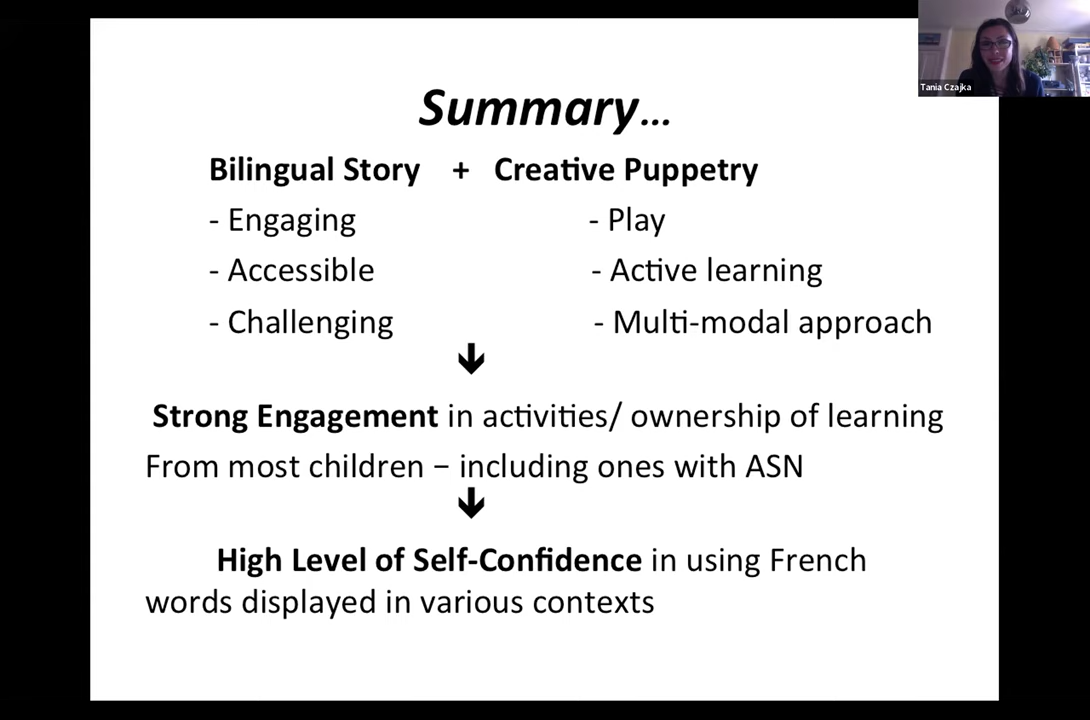 Tania Czajka
Summary...
Bilingual Story + Creative Puppetry
- Engaging - Play
- Accessible - Active learning
- Challenging - Multi-modal approach
Strong Engagement in activities/ ownership of learning
From most children – including ones with ASN
High Level of Self-Confidence in using French
words displayed in various contexts